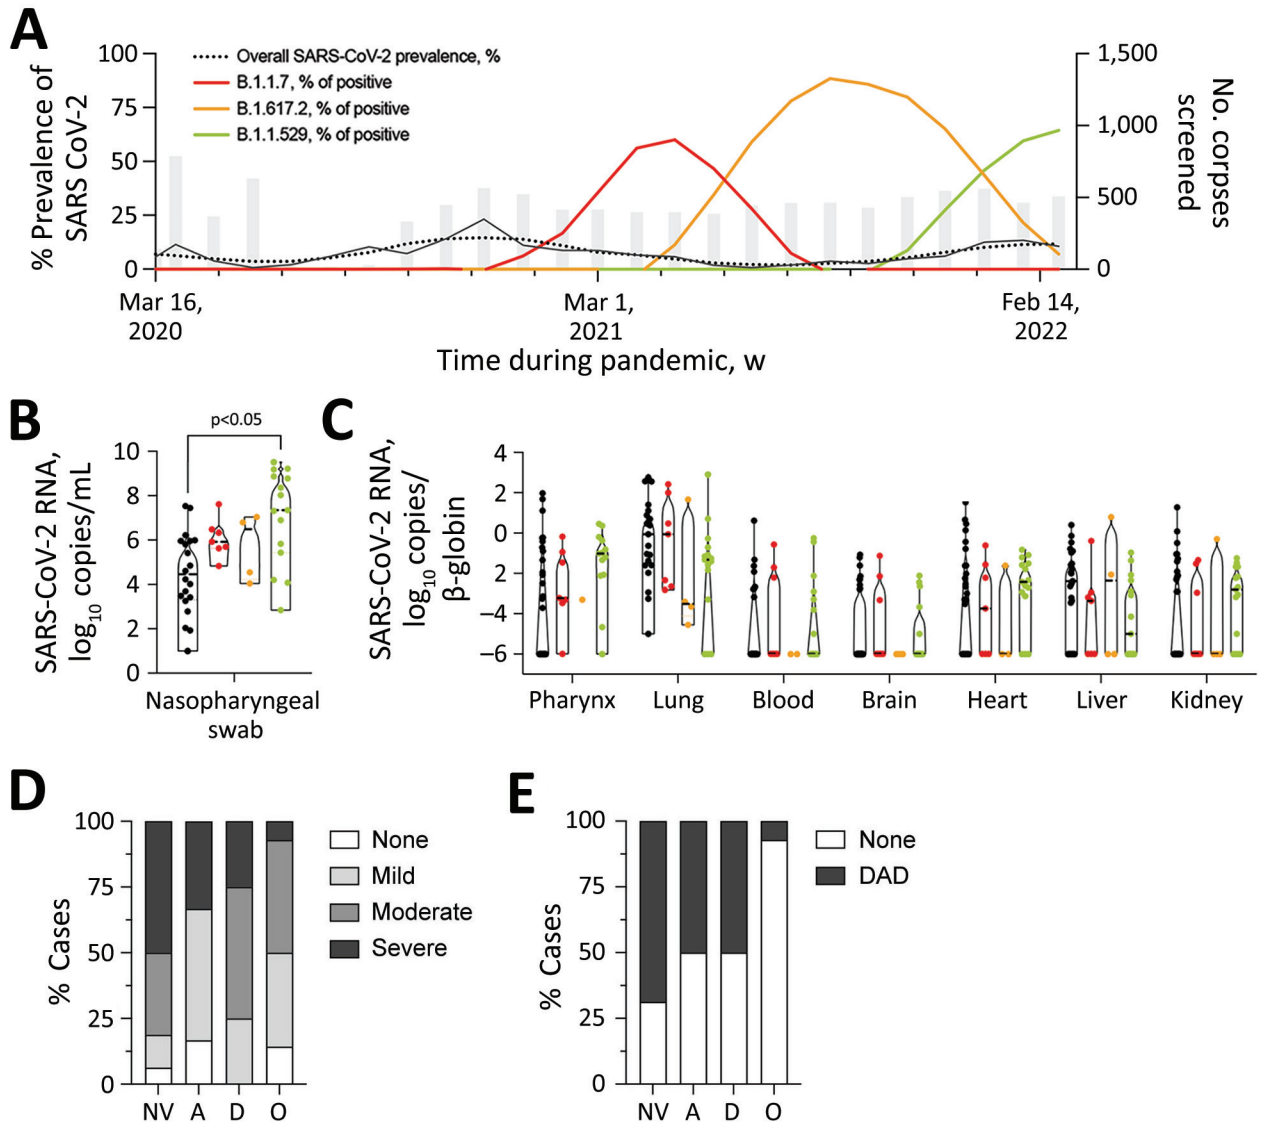 A
% Prevalence of
SARS CoV-2
100
75
50
25
0
Overall SARS-CoV-2 prevalence, %
B.1.1.7, % of positive
B.1.617.2, % of positive
B.1.1.529, % of positive
1,500
1,000
500
0
No. corpses
screened
Mar 16,
2020
Mar 1,
2021
Feb 14,
2022
Time during pandemic, w
B
SARS-CoV-2 RNA,
log10 copies/mL
p<0.05
10
8
6
4
2
0
Nasopharyngeal
swab
C
SARS-CoV-2 RNA,
log10 copies/
β-globin
4
2
0
2
−4
−6
Pharynx
Lung
Blood
Brain
Heart
Liver
Kidney
D
% Cases
100
75
50
25
0
NV
A
D
O
None
Mild
Moderate
Severe
E
% Cases
100
75
50
25
0
NV
A
D
O
None
DAD